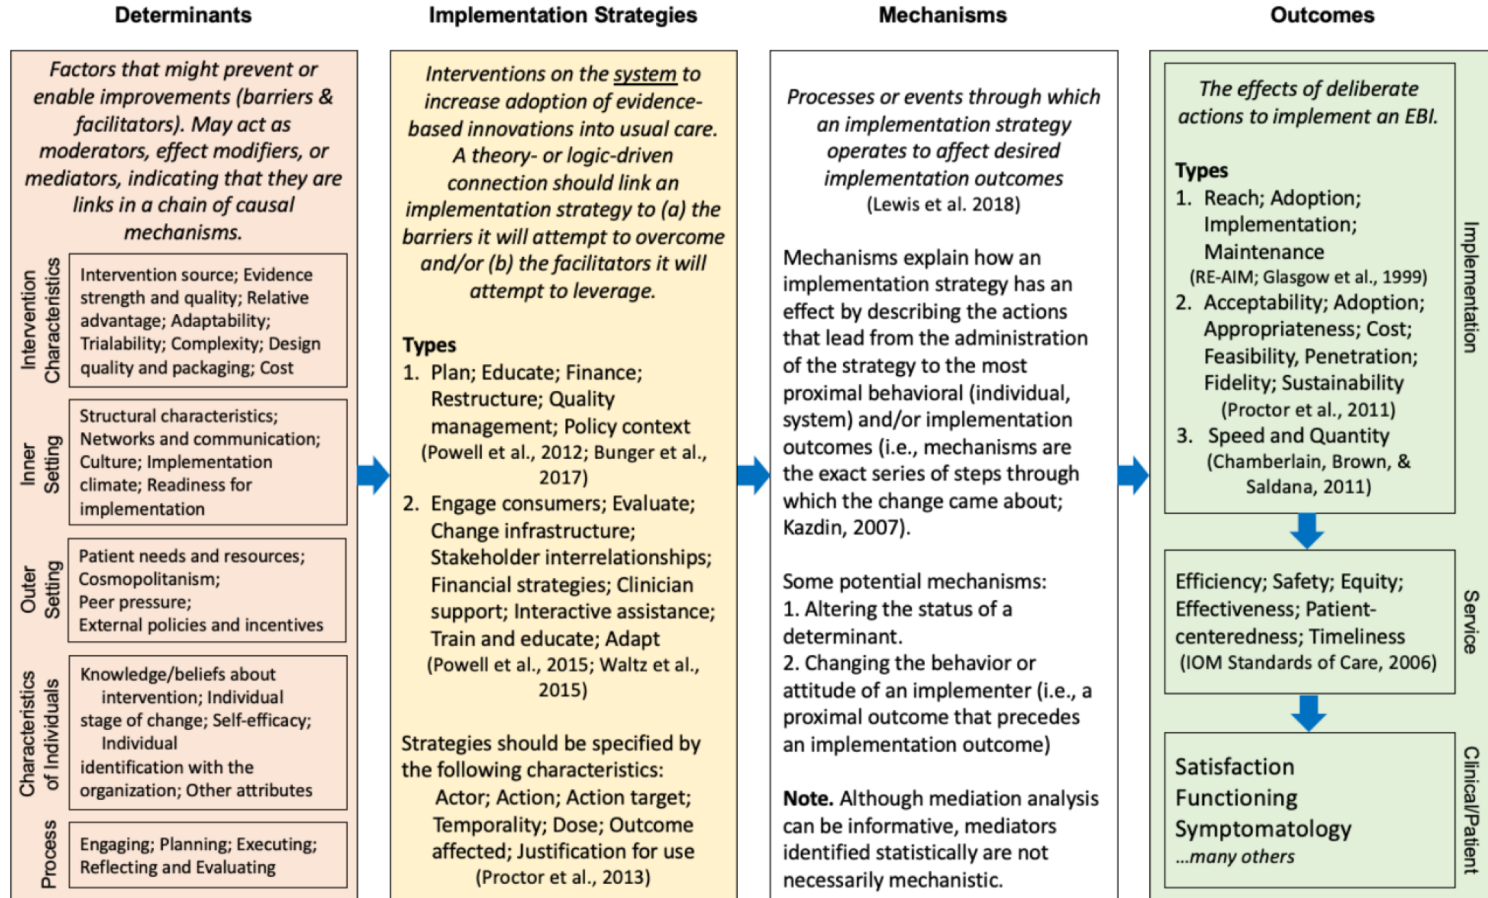 Determinants
Factors that might prevent or
enable improvements (barriers &
facilitators). May act as
moderators, effect modifiers, or
mediators, indicating that they are
links in a chain of causal
mechanisms.
Intervention
Characteristics
Intervention source; Evidence
strength and quality; Relative
advantage; Adaptability;
Trialability; Complexity; Design
quality and packaging; Cost
Inner
Setting
Structural characteristics;
Networks and communication;
Culture; Implementation
climate; Readiness for
implementation
Outer
Setting
Patient needs and resources;
Cosmopolitanism;
Peer pressure;
External policies and incentives
Characteristics
of Individuals
Knowledge/beliefs about
intervention; Individual
stage of change; Self-efficacy;
Individual
identification with the
organization; Other attributes
Process
Engaging; Planning; Executing;
Reflecting and Evaluating
Implementation Strategies
Interventions on the system to
increase adoption of evidence-
based innovations into usual care.
A theory- or logic-driven
connection should link an
implementation strategy to (a) the
barriers it will attempt to overcome
and/or (b) the facilitators it will
attempt to leverage.
Types
1. Plan; Educate; Finance;
Restructure; Quality
management; Policy context
(Powell et al., 2012; Bunger et al.,
2017)
2. Engage consumers; Evaluate;
Change infrastructure;
Stakeholder interrelationships;
Financial strategies; Clinician
support; Interactive assistance;
Train and educate; Adapt
(Powell et al., 2015; Waltz et al.,
2015)
Strategies should be specified by
the following characteristics:
Actor; Action; Action target;
Temporality; Dose; Outcome
affected; Justification for use
(Proctor et al., 2013)
Mechanisms
Processes or events through which
an implementation strategy
operates to affect desired
implementation outcomes
(Lewis et al. 2018)
Mechanisms explain how an
implementation strategy has an
effect by describing the actions
that lead from the administration
of the strategy to the most
proximal behavioral (individual,
system) and/or implementation
outcomes (i.e., mechanisms are
the exact series of steps through
which the change came about;
Kazdin, 2007).
Some potential mechanisms:
1. Altering the status of a
determinant.
2. Changing the behavior or
attitude of an implementer (i.e., a
proximal outcome that precedes
an implementation outcome)
Note. Although mediation analysis
can be informative, mediators
identified statistically are not
necessarily mechanistic.
Outcomes
The effects of deliberate
actions to implement an EBI.
Types
1. Reach; Adoption;
Implementation;
Maintenance
(RE-AIM; Glasgow et al., 1999)
2. Acceptability; Adoption;
Appropriateness; Cost;
Feasibility, Penetration;
Fidelity; Sustainability
(Proctor et al., 2011)
3. Speed and Quantity
(Chamberlain, Brown, &
Saldana, 2011)
Implementation
Efficiency; Safety; Equity;
Effectiveness; Patient-
centeredness; Timeliness
(IOM Standards of Care, 2006)
Service
Satisfaction
Functioning
Symptomatology
...many others
Clinical/Patient